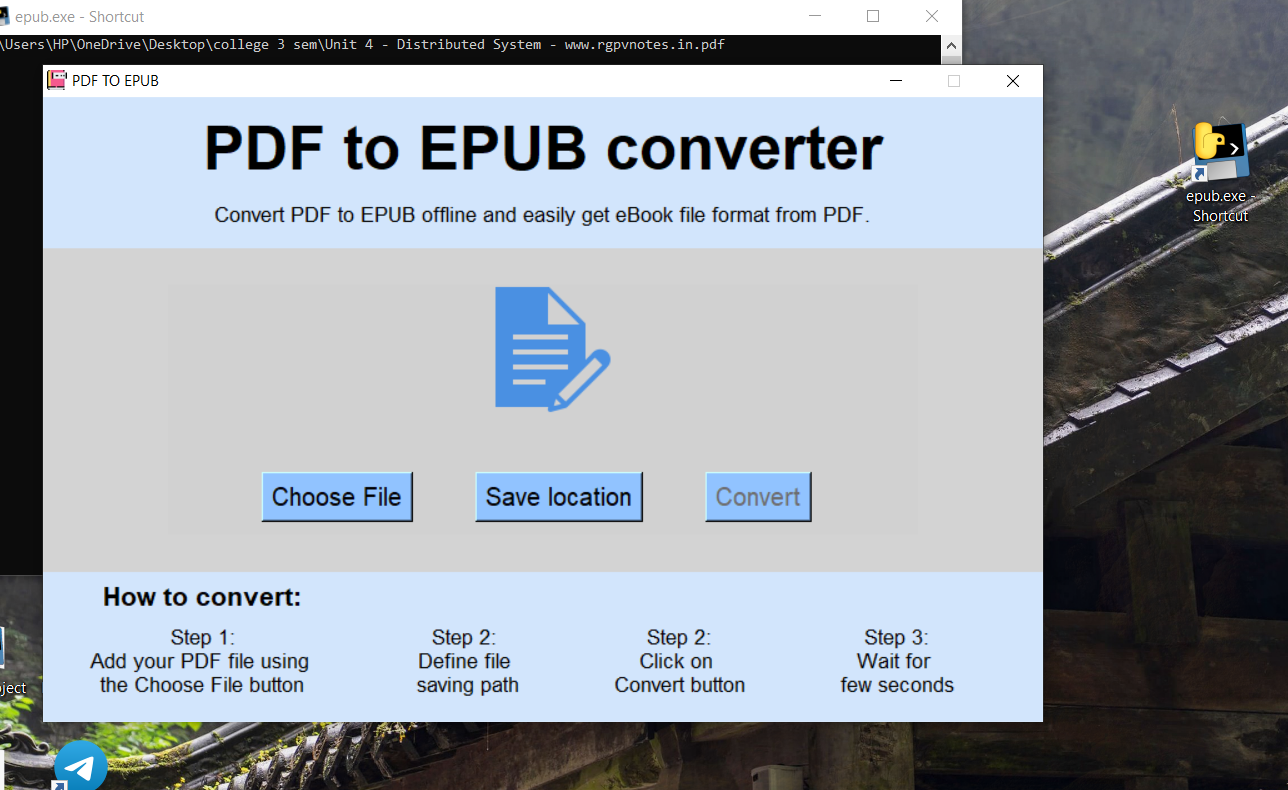 epub.exe - Shortcut
\Users\HP\OneDrive\Desktop\college 3 sem\Unit 4 - Distributed System - www.rgpvnotes.in.pdf
PDF TO EPUB
PDF to EPUB converter
Convert PDF to EPUB offline and easily get eBook file format from PDF.
Choose File
Save location
Convert
How to convert:
Step 1:
Add your PDF file using
the Choose File button
Step 2:
Define file
saving path
Step 2:
Click on
Convert button
Step 3:
Wait for
few seconds
epub.exe -
Shortcut